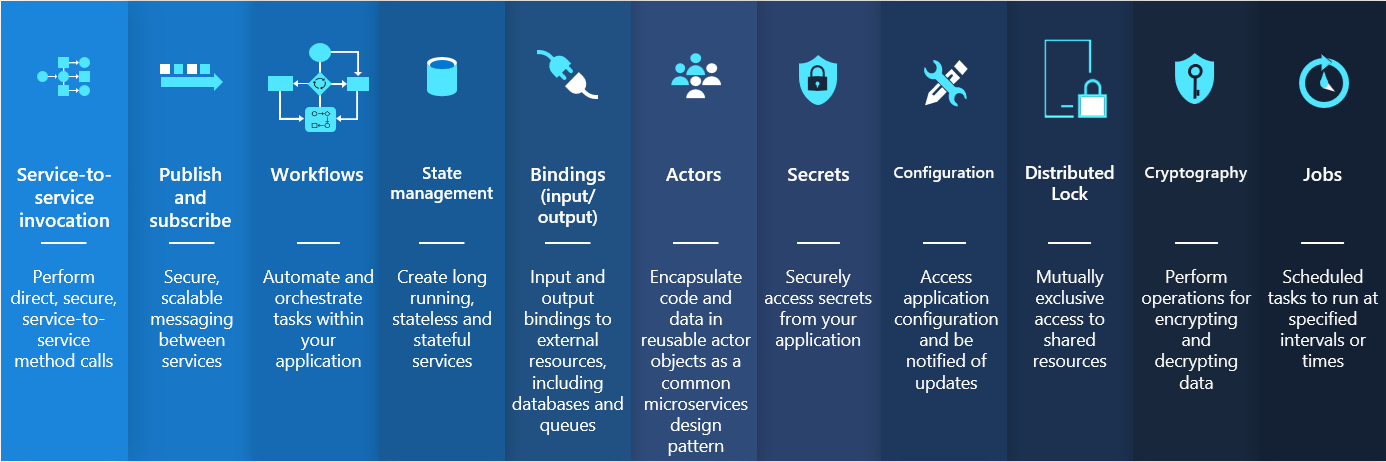 Service-to-
service
invocation
Perform
direct, secure,
service-to-
service
method calls
Publish
and
subscribe
Secure,
scalable
messaging
between
services
Workflows
Automate and
orchestrate
tasks within
your
application
State
management
Create long
running,
stateless and
stateful
services
Bindings
(input/
output)
Input and
output
bindings to
external
resources,
including
databases and
queues
Actors
Encapsulate
code and
data in
reusable actor
objects as a
common
microservices
design
pattern
Secrets
Securely
access secrets
from your
application
Configuration
Access
application
configuration
and be
notified of
updates
Distributed
Lock
Mutually
exclusive
access to
shared
resources
Cryptography
Perform
operations for
encrypting
and
decrypting
data
Jobs
Scheduled
tasks to run at
specified
intervals or
times